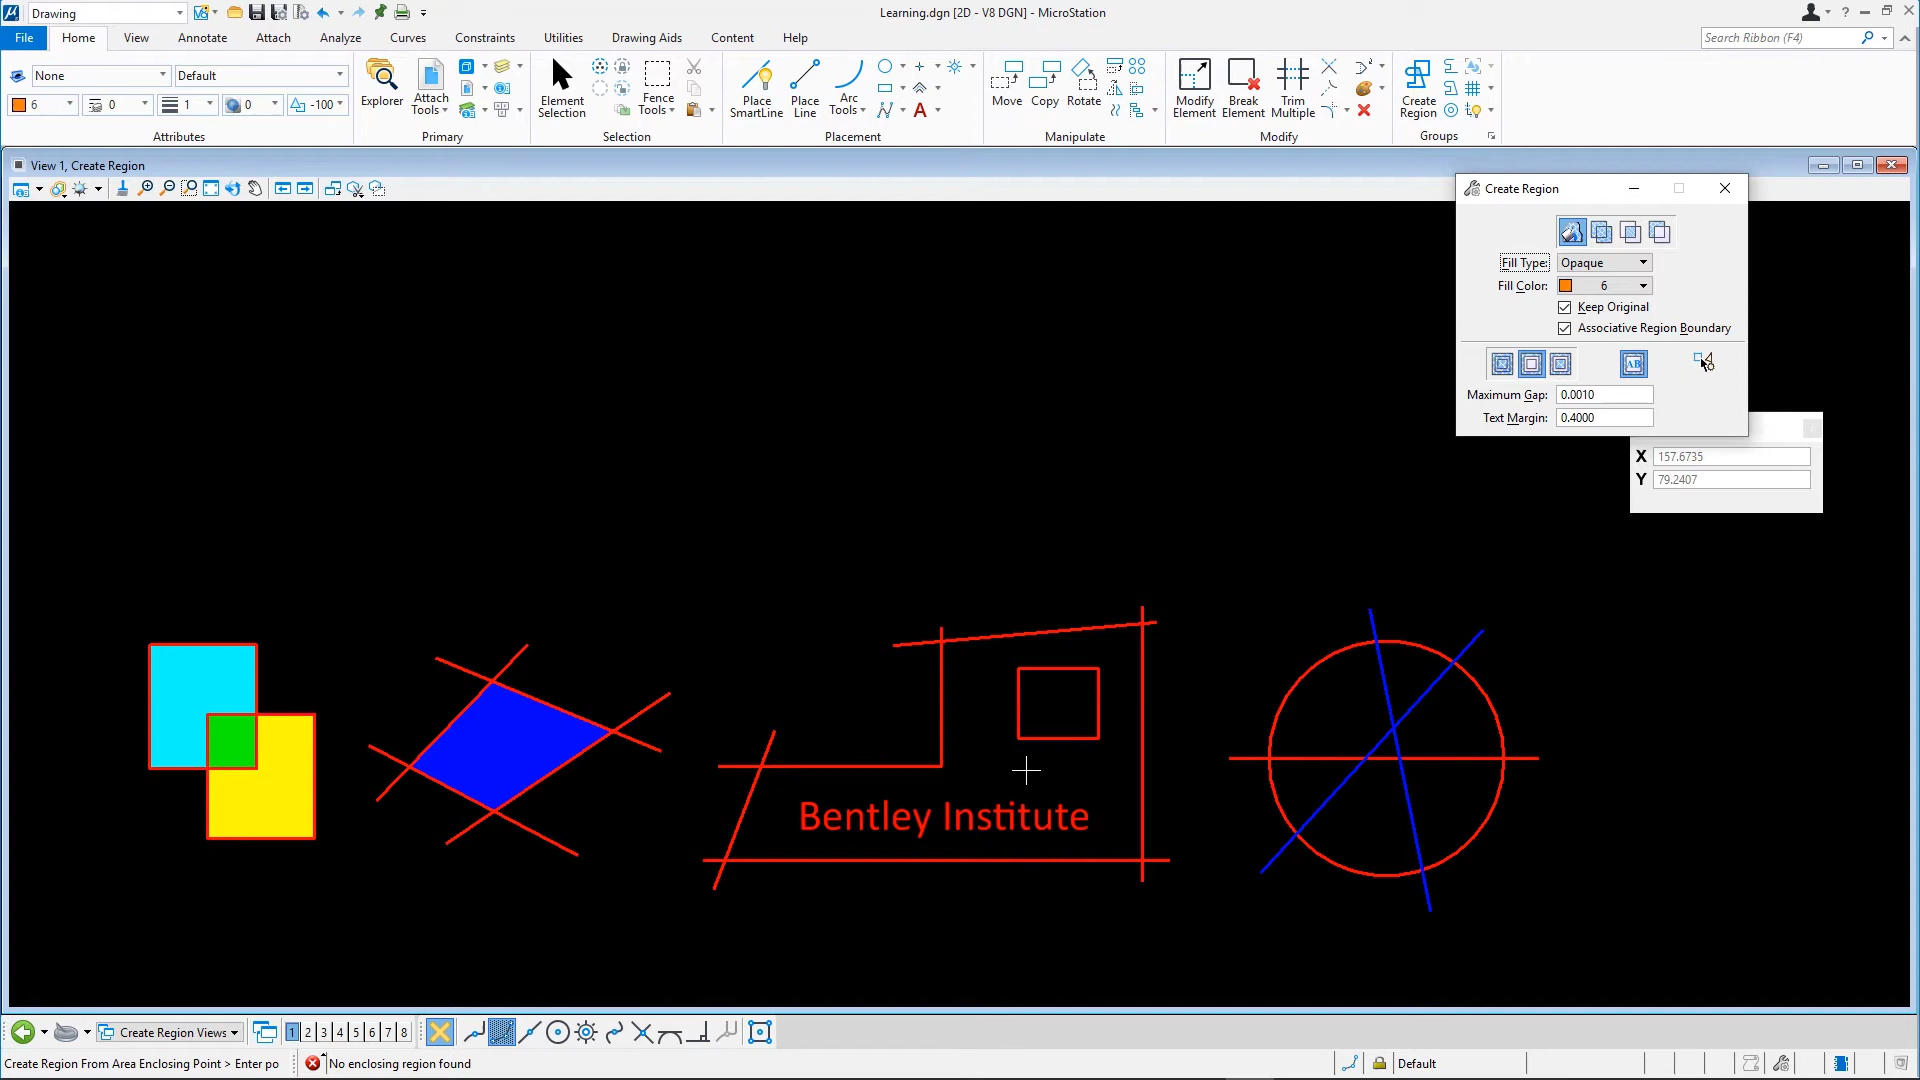 Drawing
Learning.dgn [2D - V8 DGN] - MicroStation
File Home View Annotate Attach Analyze Curves Constraints Utilities Drawing Aids Content Help
Search Ribbon (F4)
None Default
6 0 1 0 -100
Attributes
Explorer
Attach Tools
Primary
Element Selection
Fence Tools
Selection
Place SmartLine
Place Line
Arc Tools
A
Placement
Move Copy Rotate
Manipulate
Modify Element
Break Element
Trim Multiple
Modify
Create Region
Groups
View 1, Create Region
Create Region
Fill Type: Opaque
Fill Color: 6
Keep Original
Associative Region Boundary
AB
Maximum Gap: 0.0010
Text Margin: 0.4000
X 157.6735
Y 79.2407
Bentley Institute
Create Region Views 1 2 3 4 5 6 7 8
Create Region From Area Enclosing Point > Enter po
No enclosing region found
Default